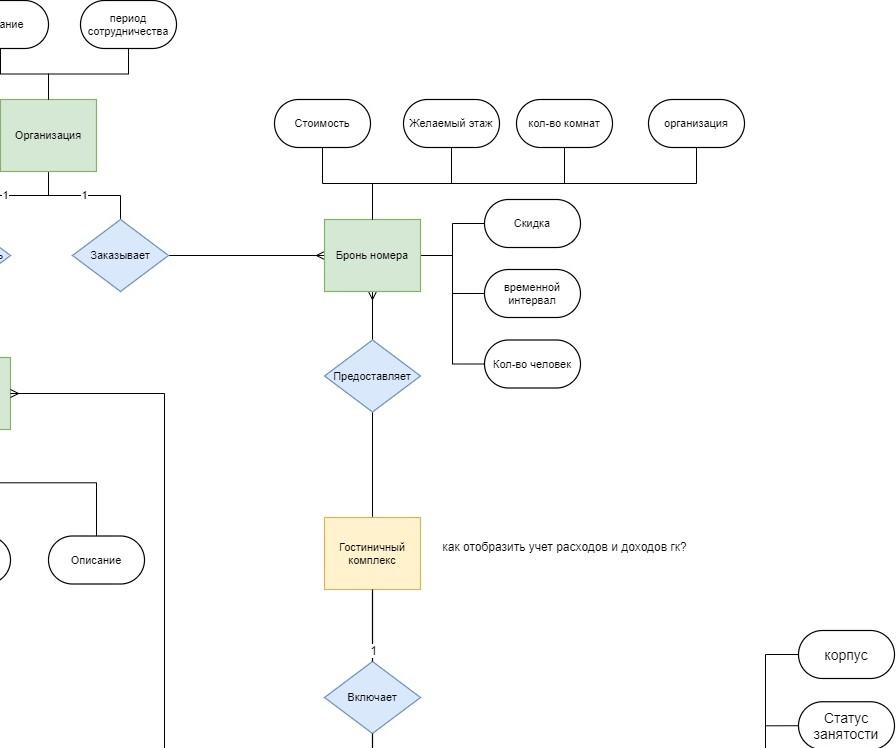 период
сотрудничества
Организация
1
1
Стоимость
Желаемый этаж
кол-во комнат
организация
Заказывает
Бронь номера
Скидка
временной
интервал
Кол-во человек
Предоставляет
Описание
Гостиничный
комплекс
как отобразить учет расходов и доходов гк?
1
Включает
корпус
Статус
занятости